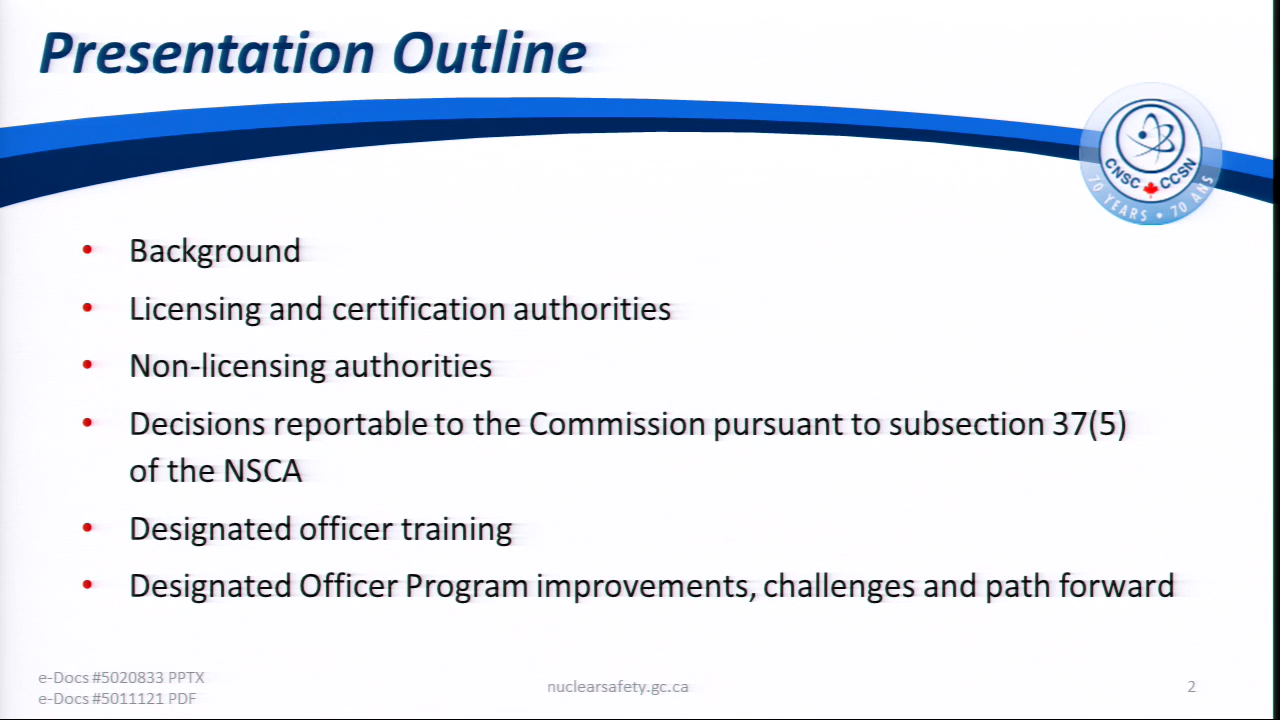 Presentation Outline
CNSC CCSN
70 YEARS • 70 ANS
• Background
• Licensing and certification authorities
• Non-licensing authorities
• Decisions reportable to the Commission pursuant to subsection 37(5)
of the NSCA
• Designated officer training
• Designated Officer Program improvements, challenges and path forward
e-Docs #5020833 PPTX
e-Docs #5011121 PDF
nuclearsafety.gc.ca
2